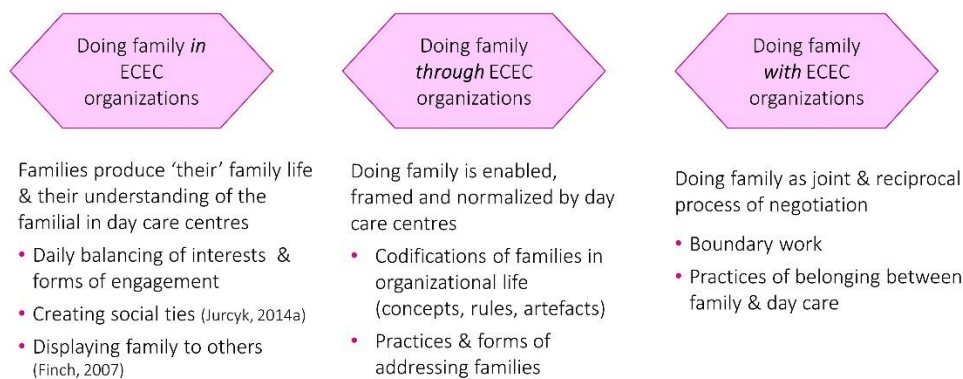 Doing family in
ECEC
organizations
Families produce ‘their’ family life
& their understanding of the
familial in day care centres
• Daily balancing of interests &
forms of engagement
• Creating social ties (Jurcyk, 2014a)
• Displaying family to others
(Finch, 2007)
Doing family
through ECEC
organizations
Doing family is enabled,
framed and normalized by day
care centres
• Codifications of families in
organizational life
(concepts, rules, artefacts)
• Practices & forms of
addressing families
Doing family
with ECEC
organizations
Doing family as joint & reciprocal
process of negotiation
• Boundary work
• Practices of belonging between
family & day care